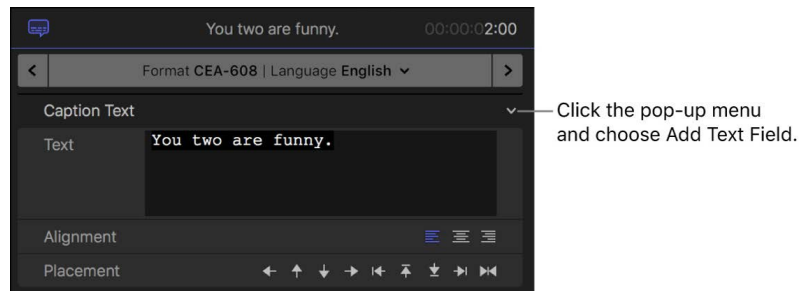 You two are funny. 00:00:02:00
Format CEA-608 | Language English
Caption Text
Click the pop-up menu
and choose Add Text Field.
Text You two are funny.
Alignment
Placement